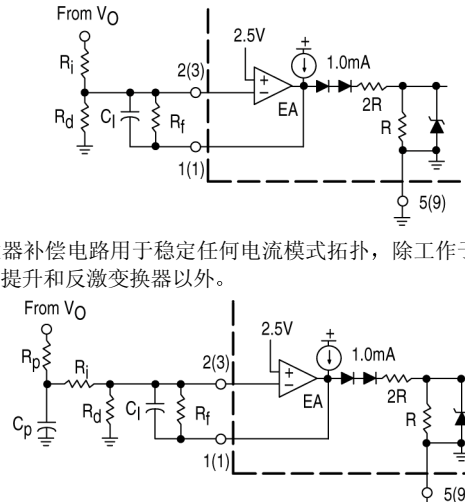 From VO
Ri
2.5V
1.0mA
2(3)
Rd
CI
Rf
EA
2R
R
1(1)
5(9)
器补偿电路用于稳定任何电流模式拓扑，除工作于
提升和反激变换器以外。
From VO
2.5V
Rp
Ri
2(3)
1.0mA
Cp
Rd
CI
Rf
EA
2R
R
1(1)
5(9